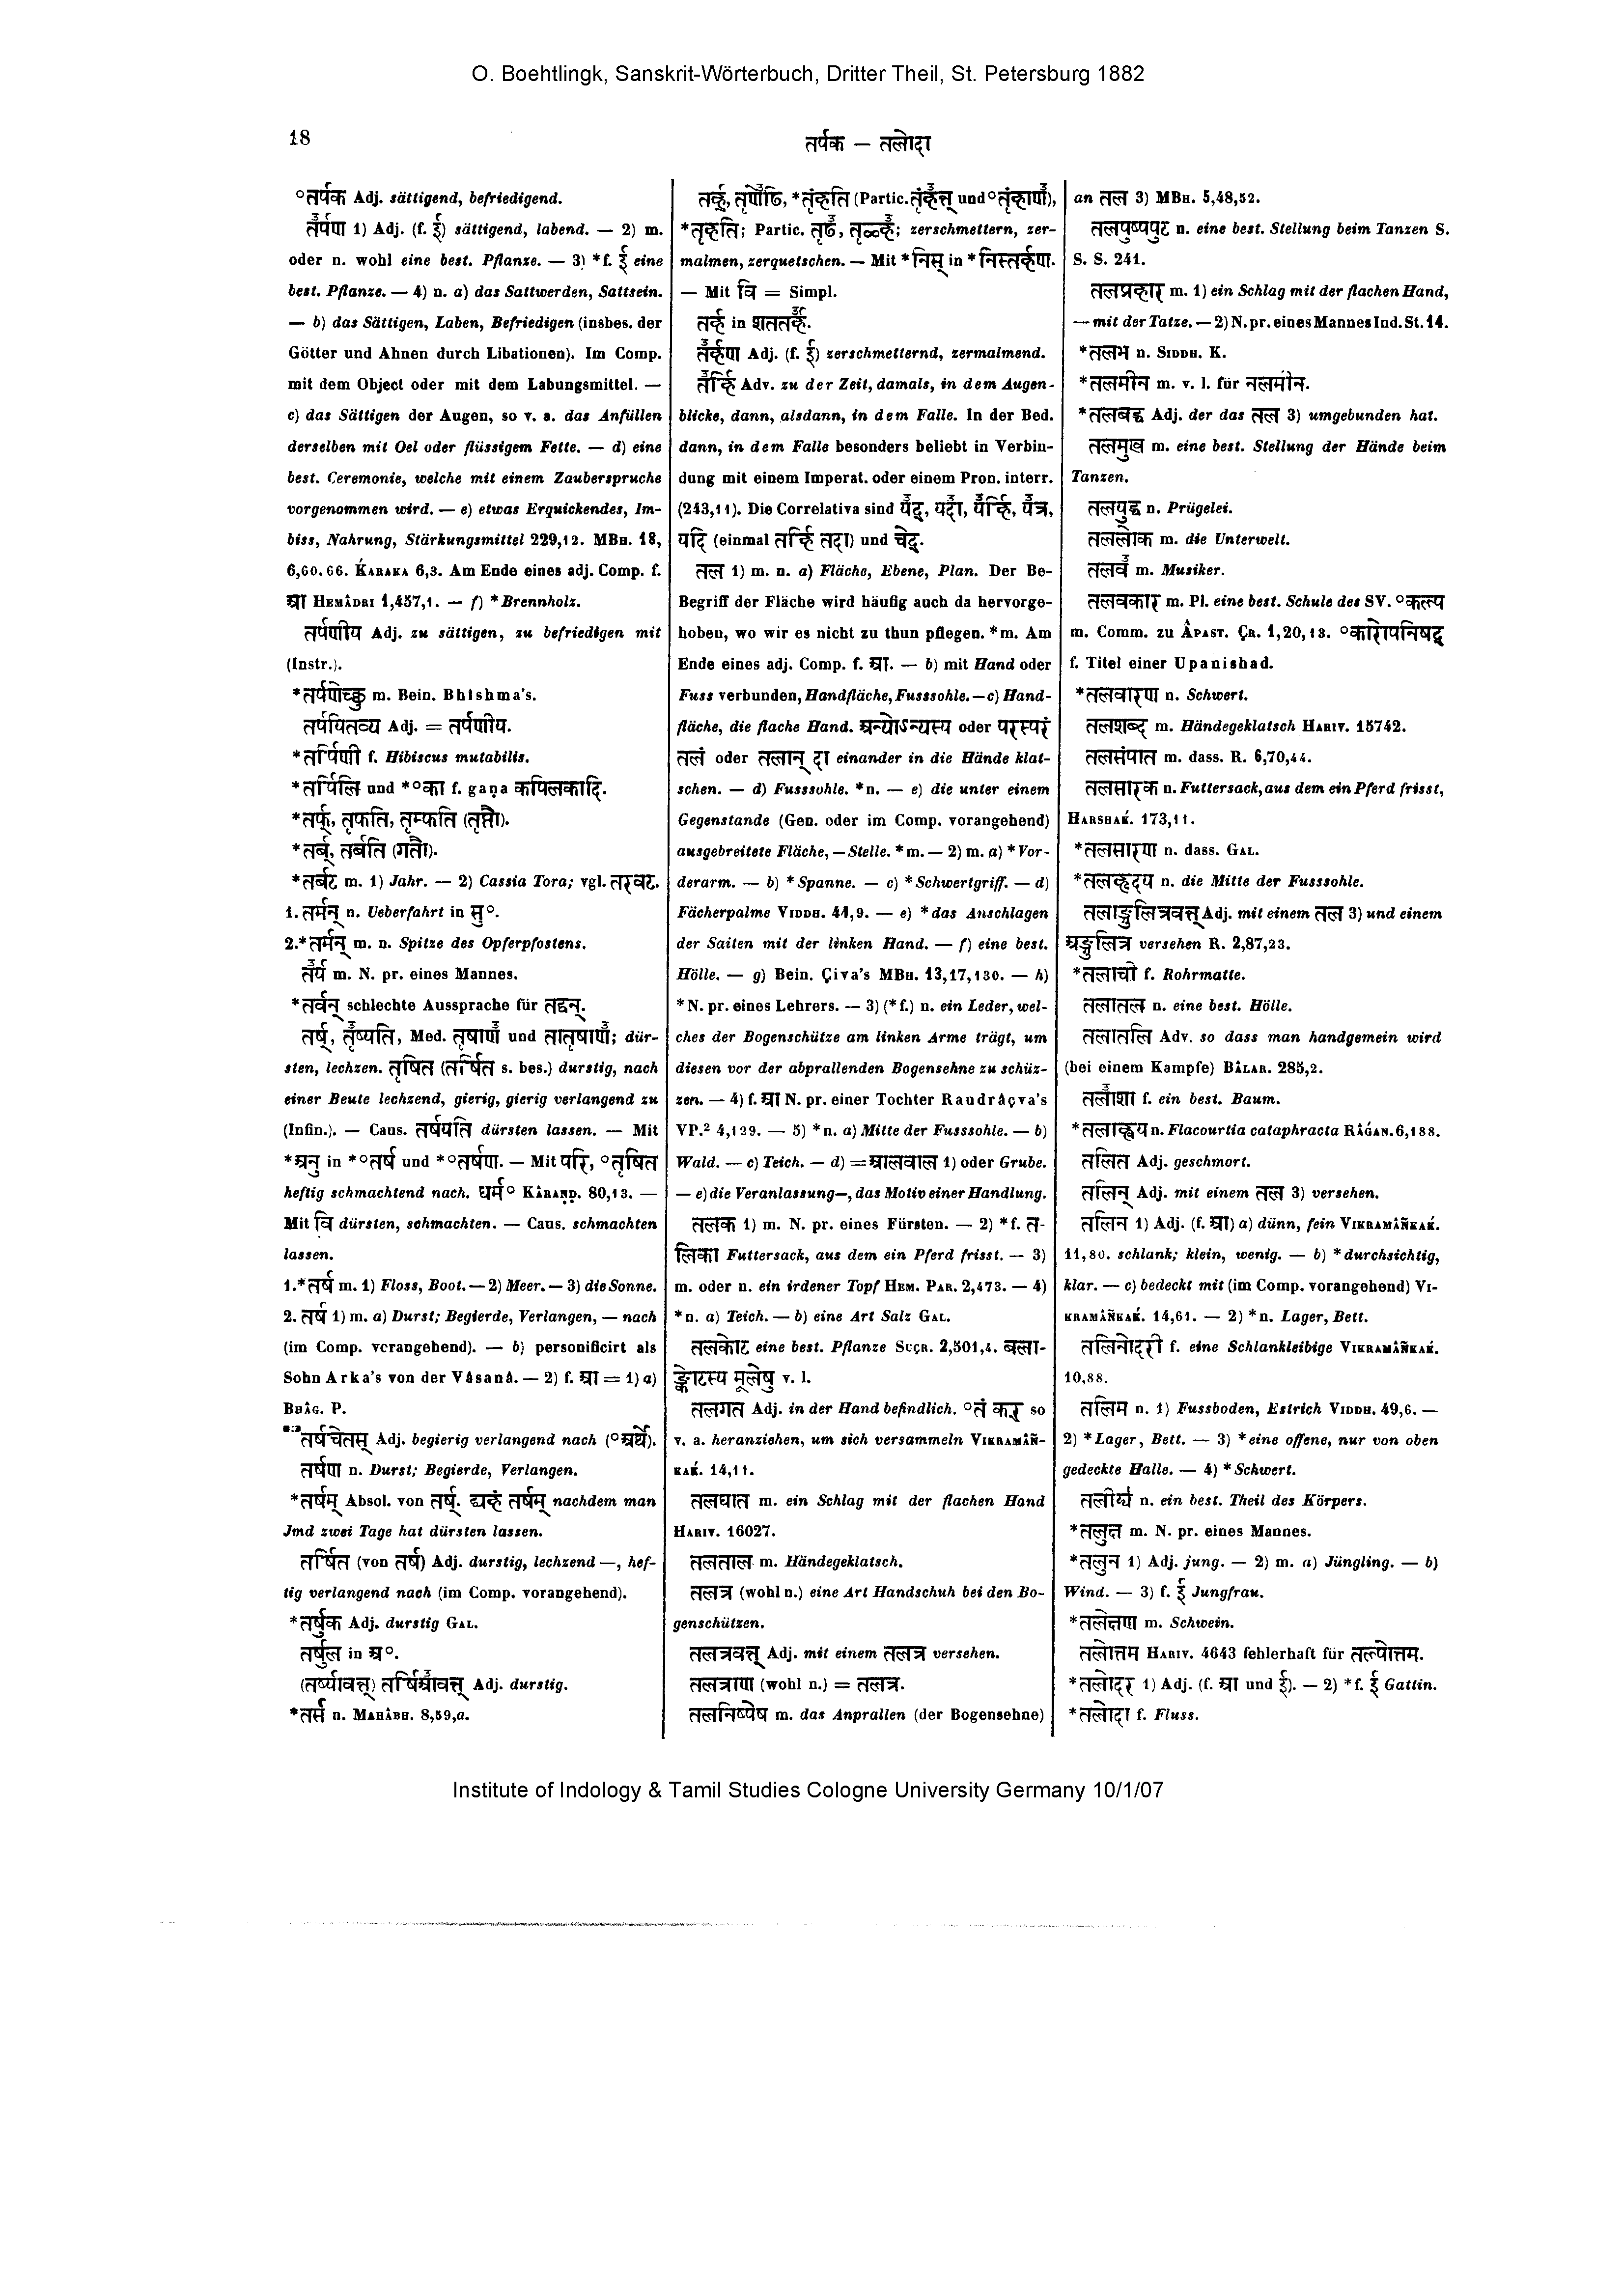 O. Boehtlingk, Sanskrit-Wörterbuch, Dritter Theil, St. Petersburg 1882
18
तर्पक — तलोदा
°तर्पक Adj. sättigend, befriedigend.
तर्पण 1) Adj. (f. ई) sättigend, labend. — 2) m.
oder n. wohl eine best. Pflanze. — 3) *f. ई eine
best. Pflanze. — 4) n. a) das Sattwerden, Sattsein.
— b) das Sättigen, Laben, Befriedigen (insbes. der
Götter und Ahnen durch Libationen). Im Comp.
mit dem Object oder mit dem Labungsmittel. —
c) das Sättigen der Augen, so v. a. das Anfüllen
derselben mit Oel oder flüssigem Fette. — d) eine
best. Ceremonie, welche mit einem Zauberspruche
vorgenommen wird. — e) etwas Erquickendes, Im-
biss, Nahrung, Stärkungsmittel 229,12. MBH. 18,
6,60.66. ḰARAKA 6,3. Am Ende eines adj. Comp. f.
आ HEMÂDRI 1,457,1. — f) *Brennholz.
तर्पणीय Adj. zu sättigen, zu befriedigen mit
(Instr.).
*तर्पणेच्छु m. Bein. Bhîshma's.
तर्पयितव्य Adj. = तर्पणीय.
*तर्पिणी f. Hibiscus mutabilis.
*तर्पिलि und *°का f. gaṇa कपिलकादि.
*तर्फ्, तृफति, तृम्फति (तृप्तौ).
*तर्ब्, तर्बति (गतौ).
*तर्बट m. 1) Jahr. — 2) Cassia Tora; vgl. तरवट.
1. तर्मन् n. Ueberfahrt in सु°.
2.*तर्मन् m. n. Spitze des Opferpfostens.
तर्य m. N. pr. eines Mannes.
*तर्वन् schlechte Aussprache für तद्वन्.
तर्ष्, तृष्यति, Med. तृषाण und तातृषाण; dür-
sten, lechzen. तृषित (तर्षित s. bes.) durstig, nach
einer Beute lechzend, gierig, gierig verlangend zu
(Infin.). — Caus. तर्षयति dürsten lassen. — Mit
*अनु in *°तर्ष und *°तर्षण. — Mit परि, °तृषित
heftig schmachtend nach. धर्म° KÂRAṆḌ. 80,13. —
Mit वि dürsten, schmachten. — Caus. schmachten
lassen.
1.*तर्ष m. 1) Floss, Boot. — 2) Meer. — 3) die Sonne.
2. तर्ष 1) m. a) Durst; Begierde, Verlangen, — nach
(im Comp. vorangehend). — b) personificirt als
Sohn Arka's von der Vâsanâ. — 2) f. आ = 1) a)
BHÂG. P.
तर्षचेतस् Adj. begierig verlangend nach (°अर्थे).
तर्षण n. Durst; Begierde, Verlangen.
*तर्षम् Absol. von तर्ष्. द्व्यहं तर्षम् nachdem man
Jmd zwei Tage hat dürsten lassen.
तर्षित (von तर्ष) Adj. durstig, lechzend —, hef-
tig verlangend nach (im Comp. vorangehend).
*तर्षुक Adj. durstig GAL.
तर्षुल in अ°.
(तर्ष्यावत्) तर्षिआवत् Adj. durstig.
*तर्स n. MAHÂBH. 8,59,a.
तर्ह्, तृणेढि, *तृंहति (Partic. तृंहत् und °तृंहाण),
*तृहति; Partic. तृढ, तृळ्ह; zerschmettern, zer-
malmen, zerquetschen. — Mit *निस् in *निस्तर्हण.
— Mit वि = Simpl.
तर्ह in शततर्ह.
तर्हण Adj. (f. ई) zerschmetternd, zermalmend.
तर्हि Adv. zu der Zeit, damals, in dem Augen-
blicke, dann, alsdann, in dem Falle. In der Bed.
dann, in dem Falle besonders beliebt in Verbin-
dung mit einem Imperat. oder einem Pron. interr.
(243,11). Die Correlativa sind यद्, यदा, यर्हि, यत्र,
यदि (einmal तर्हि तदा) und चेद्.
तल 1) m. n. a) Fläche, Ebene, Plan. Der Be-
Begriff der Fläche wird häufig auch da hervorge-
hoben, wo wir es nicht zu thun pflegen. *m. Am
Ende eines adj. Comp. f. आ. — b) mit Hand oder
Fuss verbunden, Handfläche, Fusssohle. — c) Hand-
fläche, die flache Hand. अन्योऽन्यस्य oder परस्परं
तलं oder तलान् दा einander in die Hände klat-
schen. — d) Fusssohle. *n. — e) die unter einem
Gegenstande (Gen. oder im Comp. vorangehend)
ausgebreitete Fläche, — Stelle. *m. — 2) m. a) *Vor-
derarm. — b) *Spanne. — c) *Schwertgriff. — d)
Fächerpalme VIDDH. 41,9. — e) *das Anschlagen
der Saiten mit der linken Hand. — f) eine best.
Hölle. — g) Bein. Çiva's MBH. 13,17,130. — h)
*N. pr. eines Lehrers. — 3) (*f.) n. ein Leder, wel-
ches der Bogenschütze am linken Arme trägt, um
diesen vor der abprallenden Bogensehne zu schüt-
zen. — 4) f. आ N. pr. einer Tochter Raudrâçva's
VP.² 4,129. — 5) *n. a) Mitte der Fusssohle. — b)
Wald. — c) Teich. — d) = आलवाल 1) oder Grube.
— e) die Veranlassung—, das Motiv einer Handlung.
तलक 1) m. N. pr. eines Fürsten. — 2) *f. त-
लिका Futtersack, aus dem ein Pferd frisst. — 3)
m. oder n. ein irdener Topf HEM. PAR. 2,473. — 4)
*n. a) Teich. — b) eine Art Salz GAL.
तलकोट eine best. Pflanze SUÇR. 2,501,4. बला-
ङ्कोटस्य मूलेषु v. l.
तलगत Adj. in der Hand befindlich. °तं कर् so
v. a. heranziehen, um sich versammeln VIKRAMÂÑ-
KAḰ. 14,11.
तलघात m. ein Schlag mit der flachen Hand
HARIV. 16027.
तलताल m. Händegeklatsch.
तलत्र (wohl n.) eine Art Handschuh bei den Bo-
genschützen.
तलत्रवत् Adj. mit einem तलत्र versehen.
तलत्राण (wohl n.) = तलत्र.
तलनिष्पेष m. das Anprallen (der Bogensehne)
an तल 3) MBH. 5,48,52.
तलपुष्पपुट n. eine best. Stellung beim Tanzen S.
S. S. 241.
तलप्रहार m. 1) ein Schlag mit der flachen Hand,
— mit der Tatze. — 2) N. pr. eines Mannes Ind. St. 14.
*तलभ n. SIDDH. K.
*तलमीन m. v. l. für नलमीन.
*तलबद्ध Adj. der das तल 3) umgebunden hat.
तलमुख m. eine best. Stellung der Hände beim
Tanzen.
तलयुद्ध n. Prügelei.
तललोक m. die Unterwelt.
तलव m. Musiker.
तलवकार m. Pl. eine best. Schule des SV. °कल्प
m. Comm. zu ÂPAST. ÇR. 1,20,13. °कारोपनिषद्
f. Titel einer Upanishad.
*तलवारण n. Schwert.
तलशब्द m. Händegeklatsch HARIV. 15742.
तलसंपात m. dass. R. 6,70,44.
तलसारक n. Futtersack, aus dem ein Pferd frisst,
HARSHAḰ. 173,11.
*तलसारण n. dass. GAL.
*तलहृदय n. die Mitte der Fusssohle.
तलाङ्गुलित्रवत् Adj. mit einem तल 3) und einem
अङ्गुलित्र versehen R. 2,87,23.
*तलाची f. Rohrmatte.
तलातल n. eine best. Hölle.
तलातलि Adv. so dass man handgemein wird
(bei einem Kampfe) BÂLAR. 285,2.
तलाशा f. ein best. Baum.
*तलाह्वय n. Flacourtia cataphracta RÂǴAN. 6,188.
तलित Adj. geschmort.
तलिन् Adj. mit einem तल 3) versehen.
तलिन 1) Adj. (f. आ) a) dünn, fein VIKRAMÂÑKAḰ.
11,80. schlank; klein, wenig. — b) *durchsichtig,
klar. — c) bedeckt mit (im Comp. vorangehend) VI-
KRAMÂÑKAḰ. 14,61. — 2) *n. Lager, Bett.
तलिनोदरी f. eine Schlankleibige VIKRAMÂÑKAḰ.
10,88.
तलिम n. 1) Fussboden, Estrich VIDDH. 49,6. —
2) *Lager, Bett. — 3) *eine offene, nur von oben
gedeckte Halle. — 4) *Schwert.
तलीद्य n. ein best. Theil des Körpers.
*तलुक्ष m. N. pr. eines Mannes.
*तलुन 1) Adj. jung. — 2) m. a) Jüngling. — b)
Wind. — 3) f. ई Jungfrau.
*तलेक्षण m. Schwein.
तलोत्तम HARIV. 4643 fehlerhaft für तल्पोत्तम.
*तलोदर 1) Adj. (f. आ und ई). — 2) *f. ई Gattin.
*तलोदा f. Fluss.
Institute of Indology & Tamil Studies Cologne University Germany 10/1/07